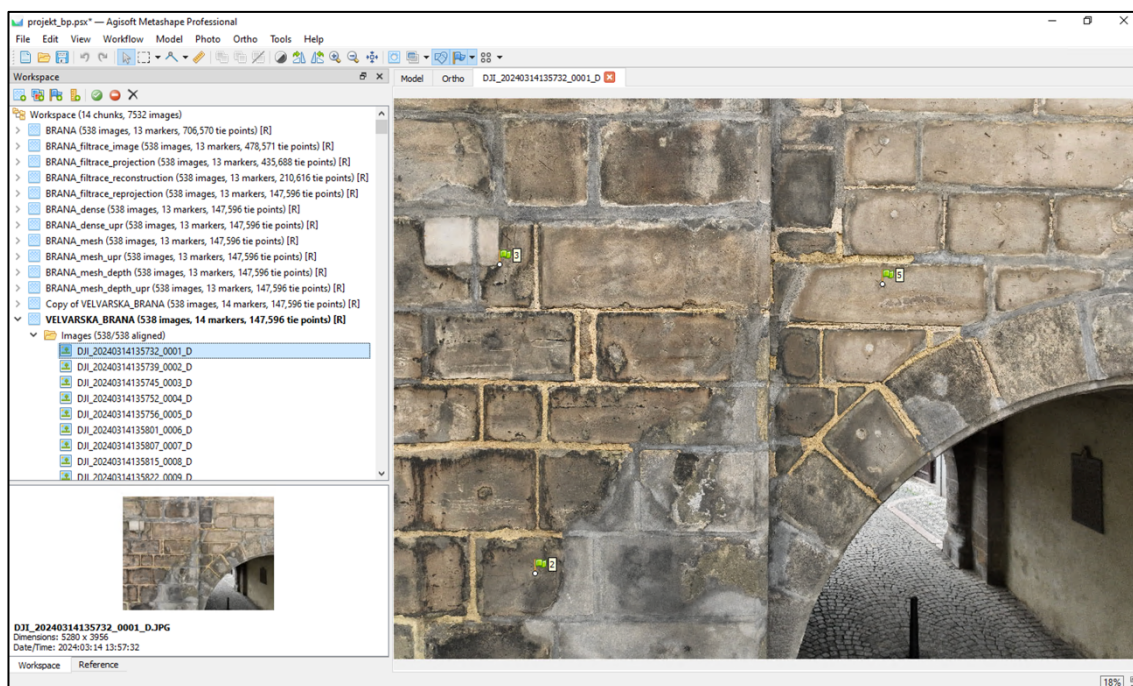 projekt_bp.psx* — Agisoft Metashape Professional
File Edit View Workflow Model Photo Ortho Tools Help
Workspace
Model Ortho DJI_20240314135732_0001_D
Workspace (14 chunks, 7532 images)
BRANA (538 images, 13 markers, 706,570 tie points) [R]
BRANA_filtrace_image (538 images, 13 markers, 478,571 tie points) [R]
BRANA_filtrace_projection (538 images, 13 markers, 435,688 tie points) [R]
BRANA_filtrace_reconstruction (538 images, 13 markers, 210,616 tie points) [R]
BRANA_filtrace_reprojection (538 images, 13 markers, 147,596 tie points) [R]
BRANA_dense (538 images, 13 markers, 147,596 tie points) [R]
BRANA_dense_upr (538 images, 13 markers, 147,596 tie points) [R]
BRANA_mesh (538 images, 13 markers, 147,596 tie points) [R]
BRANA_mesh_upr (538 images, 13 markers, 147,596 tie points) [R]
BRANA_mesh_depth (538 images, 13 markers, 147,596 tie points) [R]
BRANA_mesh_depth_upr (538 images, 13 markers, 147,596 tie points) [R]
Copy of VELVARSKA_BRANA (538 images, 14 markers, 147,596 tie points) [R]
VELVARSKA_BRANA (538 images, 14 markers, 147,596 tie points) [R]
Images (538/538 aligned)
DJI_20240314135732_0001_D
DJI_20240314135739_0002_D
DJI_20240314135745_0003_D
DJI_20240314135752_0004_D
DJI_20240314135756_0005_D
DJI_20240314135801_0006_D
DJI_20240314135807_0007_D
DJI_20240314135815_0008_D
DJI_20240314135822_0009_D
3
5
2
DJI_20240314135732_0001_D.JPG
Dimensions: 5280 x 3956
Date/Time: 2024:03:14 13:57:32
Workspace Reference
18%